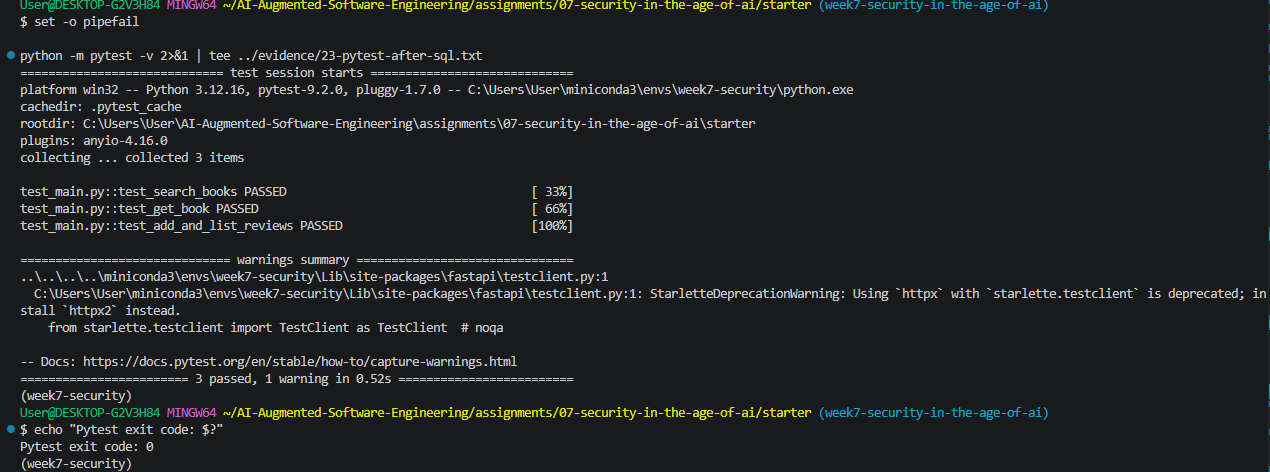 User@DESKTOP-G2V3H84 MINGW64 ~/AI-Augmented-Software-Engineering/assignments/07-security-in-the-age-of-ai/starter (week7-security-in-the-age-of-ai)
$ set -o pipefail
python -m pytest -v 2>&1 | tee ../evidence/23-pytest-after-sql.txt
============================= test session starts =============================
platform win32 -- Python 3.12.16, pytest-9.2.0, pluggy-1.7.0 -- C:\Users\User\miniconda3\envs\week7-security\python.exe
cachedir: .pytest_cache
rootdir: C:\Users\User\AI-Augmented-Software-Engineering\assignments\07-security-in-the-age-of-ai\starter
plugins: anyio-4.16.0
collecting ... collected 3 items
test_main.py::test_search_books PASSED                                   [ 33%]
test_main.py::test_get_book PASSED                                       [ 66%]
test_main.py::test_add_and_list_reviews PASSED                           [100%]
============================== warnings summary ===============================
..\..\..\..\miniconda3\envs\week7-security\Lib\site-packages\fastapi\testclient.py:1
  C:\Users\User\miniconda3\envs\week7-security\Lib\site-packages\fastapi\testclient.py:1: StarletteDeprecationWarning: Using `httpx` with `starlette.testclient` is deprecated; in
stall `httpx2` instead.
    from starlette.testclient import TestClient as TestClient  # noqa
-- Docs: https://docs.pytest.org/en/stable/how-to/capture-warnings.html
======================== 3 passed, 1 warning in 0.52s =========================
(week7-security)
User@DESKTOP-G2V3H84 MINGW64 ~/AI-Augmented-Software-Engineering/assignments/07-security-in-the-age-of-ai/starter (week7-security-in-the-age-of-ai)
$ echo "Pytest exit code: $?"
Pytest exit code: 0
(week7-security)